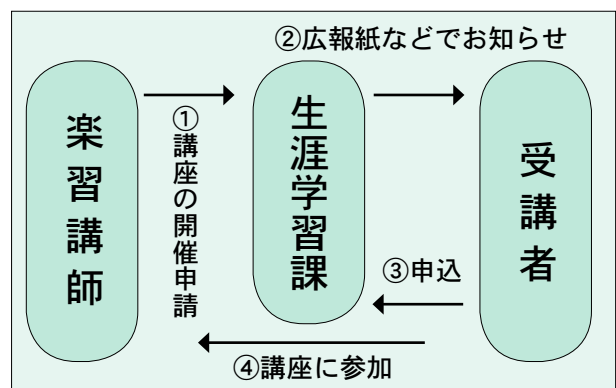 ②広報紙などでお知らせ
楽習講師
①講座の開催申請
生涯学習課
受講者
③申込
④講座に参加